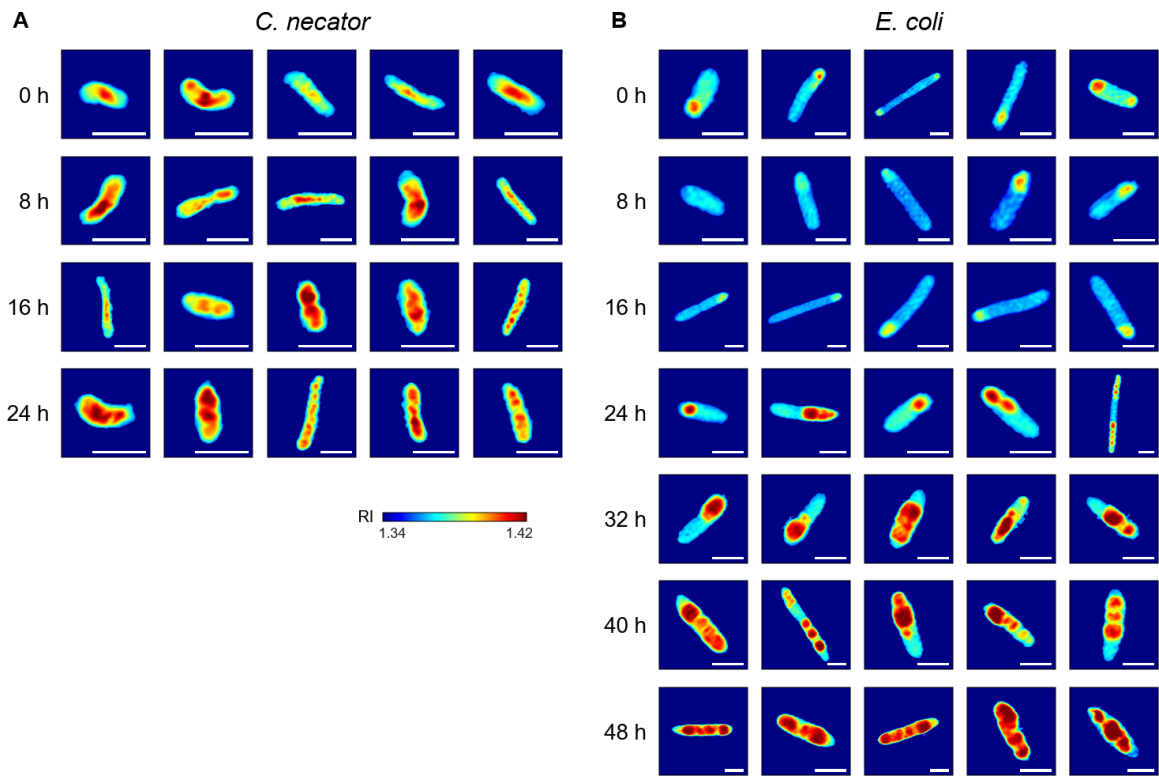 A C. necator
0 h
8 h
16 h
24 h
RI 1.34 1.42
B E. coli
0 h
8 h
16 h
24 h
32 h
40 h
48 h